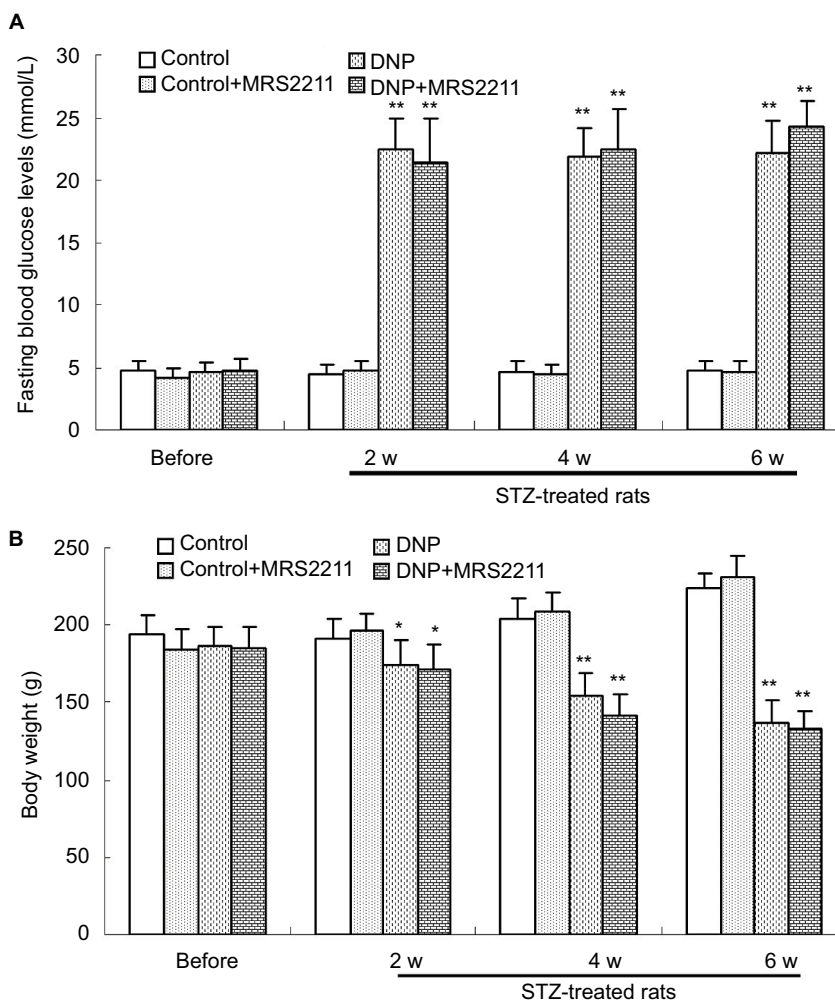 A
Fasting blood glucose levels (mmol/L)
30
25
20
15
10
5
0
Control
Control+MRS2211
DNP
DNP+MRS2211
** **
** **
** **
Before
2 w
4 w
6 w
STZ-treated rats
B
Body weight (g)
250
200
150
100
50
0
Control
Control+MRS2211
DNP
DNP+MRS2211
* *
** **
** **
Before
2 w
4 w
6 w
STZ-treated rats